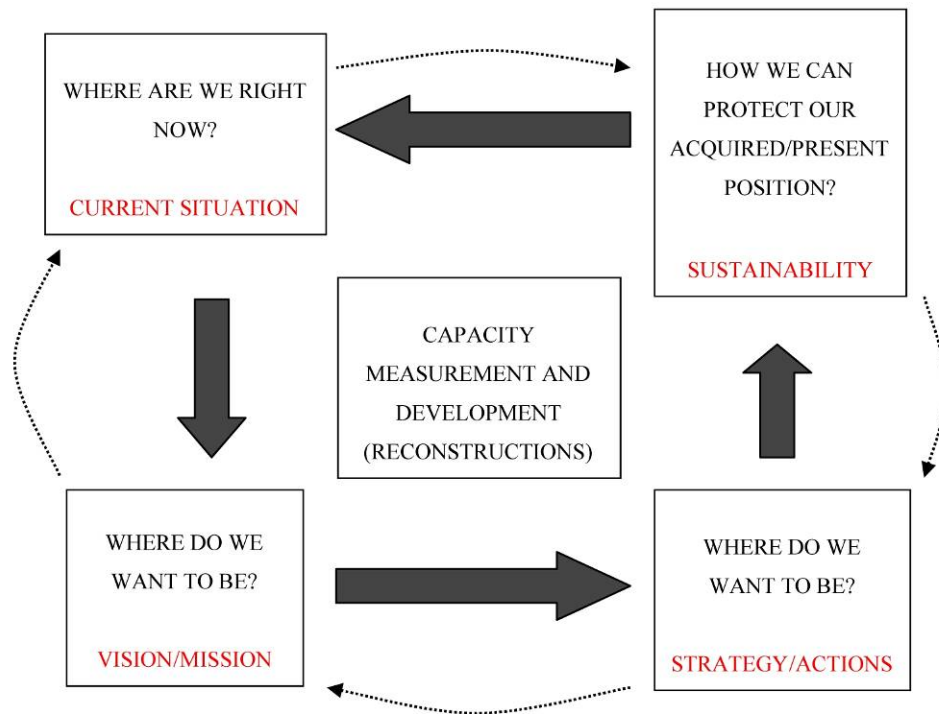 WHERE ARE WE RIGHT
NOW?
CURRENT SITUATION
HOW WE CAN
PROTECT OUR
ACQUIRED/PRESENT
POSITION?
SUSTAINABILITY
CAPACITY
MEASUREMENT AND
DEVELOPMENT
(RECONSTRUCTIONS)
WHERE DO WE
WANT TO BE?
VISION/MISSION
WHERE DO WE
WANT TO BE?
STRATEGY/ACTIONS